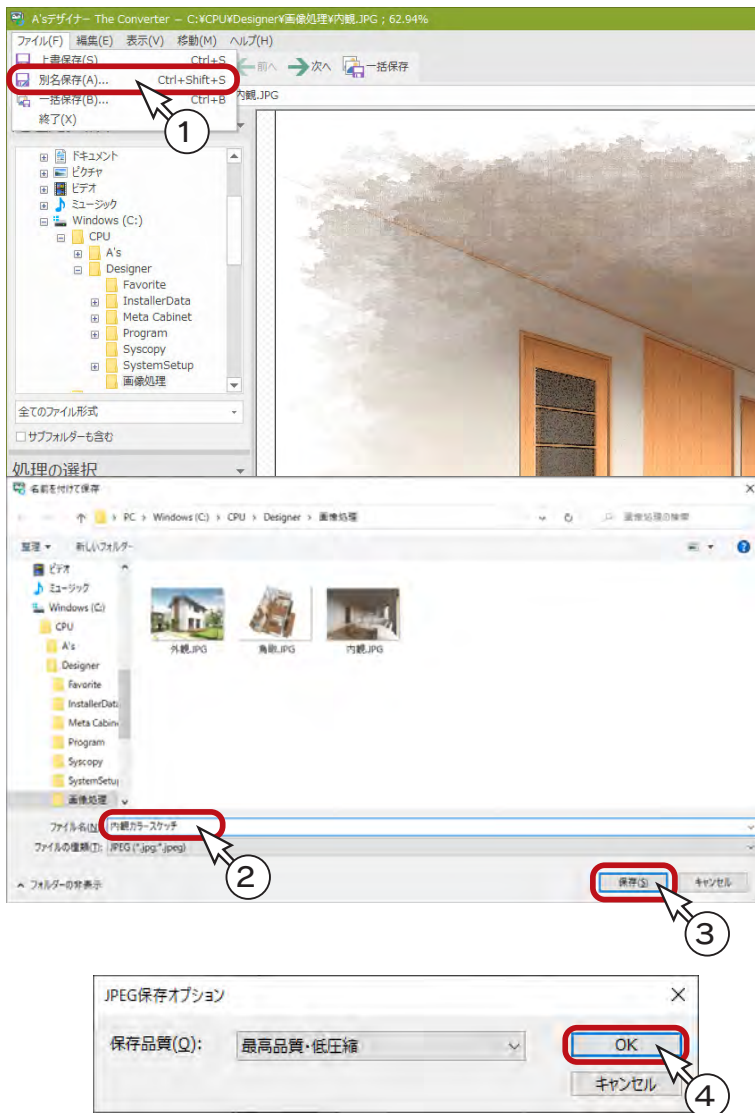 A'sデザイナー The Converter － C:¥CPU¥Designer¥画像処理¥内観.JPG ; 62.94%
ファイル(F) 編集(E) 表示(V) 移動(M) ヘルプ(H)
上書保存(S) Ctrl+S
前へ 次へ 一括保存
別名保存(A)... Ctrl+Shift+S
一括保存(B)... Ctrl+B
内観.JPG
終了(X)
1
ドキュメント
ピクチャ
ビデオ
ミュージック
Windows (C:)
CPU
A's
Designer
Favorite
InstallerData
Meta Cabinet
Program
Syscopy
SystemSetup
画像処理
全てのファイル形式
サブフォルダーも含む
処理の選択
名前を付けて保存
PC › Windows (C:) › CPU › Designer › 画像処理
画像処理の検索
整理 新しいフォルダー
ビデオ
ミュージック
Windows (C:)
CPU
A's
Designer
Favorite
InstallerData
Meta Cabin
Program
Syscopy
SystemSetu
画像処理
外観.JPG 鳥瞰.JPG 内観.JPG
ファイル名(N): 内観カラースケッチ
ファイルの種類(T): JPEG (*.jpg;*.jpeg)
2
フォルダーの非表示
保存(S) キャンセル
3
JPEG保存オプション
保存品質(Q): 最高品質・低圧縮 OK
キャンセル
4